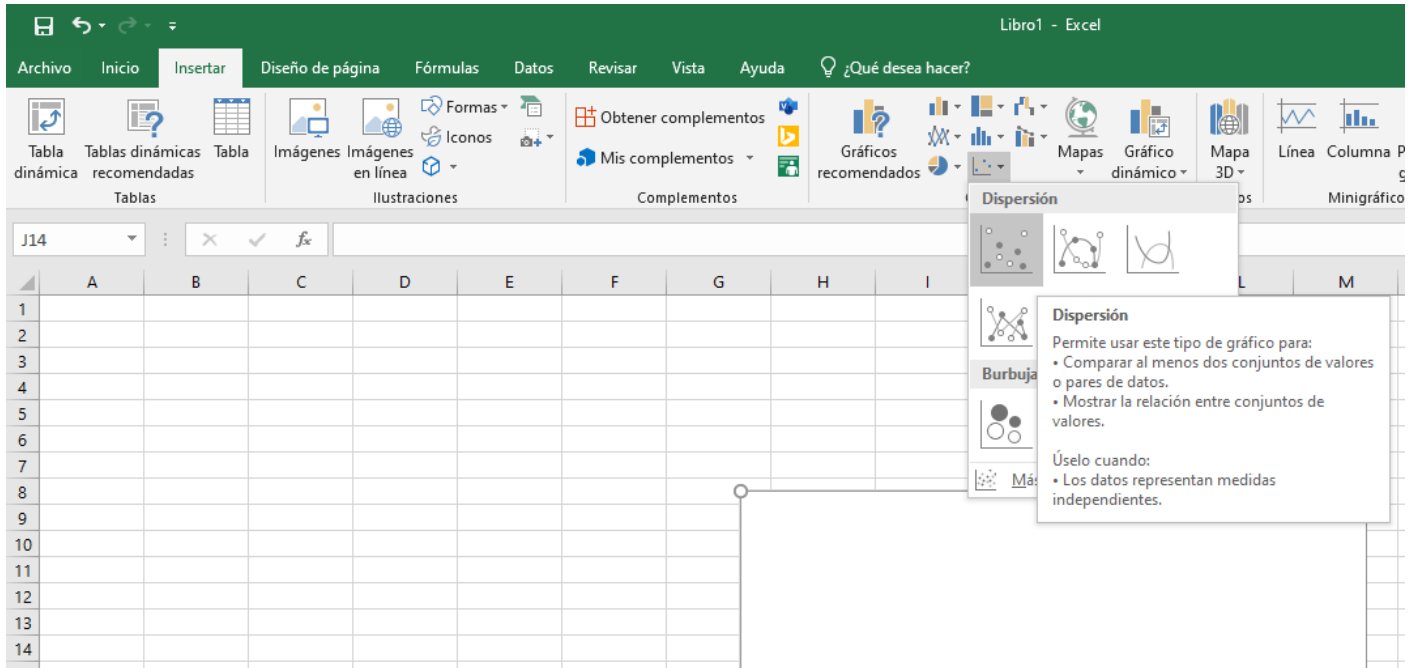 Libro1 - Excel
Archivo Inicio Insertar Diseño de página Fórmulas Datos Revisar Vista Ayuda ¿Qué desea hacer?
Tabla dinámica
Tablas dinámicas recomendadas
Tabla
Tablas
Imágenes
Imágenes en línea
Formas
Iconos
Ilustraciones
Obtener complementos
Mis complementos
Complementos
Gráficos recomendados
Mapas
Gráfico dinámico
Mapa 3D
Línea
Columna
Minigráfico
J14
fx
Dispersión
Burbuja
Dispersión
Permite usar este tipo de gráfico para:
• Comparar al menos dos conjuntos de valores
o pares de datos.
• Mostrar la relación entre conjuntos de
valores.
Úselo cuando:
• Los datos representan medidas
independientes.
A B C D E F G H I L M
1
2
3
4
5
6
7
8
9
10
11
12
13
14